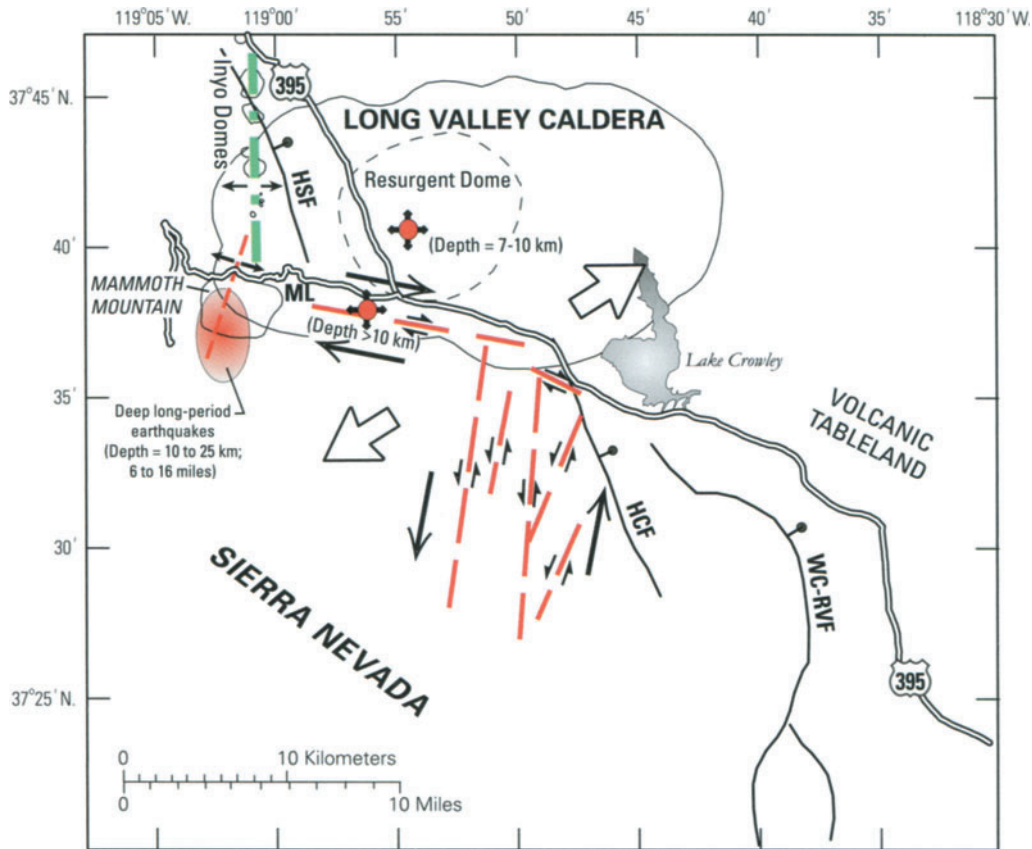 119°05′W.
119°00′
55′
50′
45′
40′
35′
118°30′W.
37°45′N.
40′
35′
30′
37°25′N.
Inyo Domes
395
LONG VALLEY CALDERA
HSF
Resurgent Dome
(Depth = 7-10 km)
MAMMOTH
MOUNTAIN
ML
(Depth >10 km)
Lake Crowley
Deep long-period
earthquakes
(Depth = 10 to 25 km;
6 to 16 miles)
VOLCANIC
TABLELAND
HCF
WC-RVF
SIERRA NEVADA
395
0
10 Kilometers
0
10 Miles